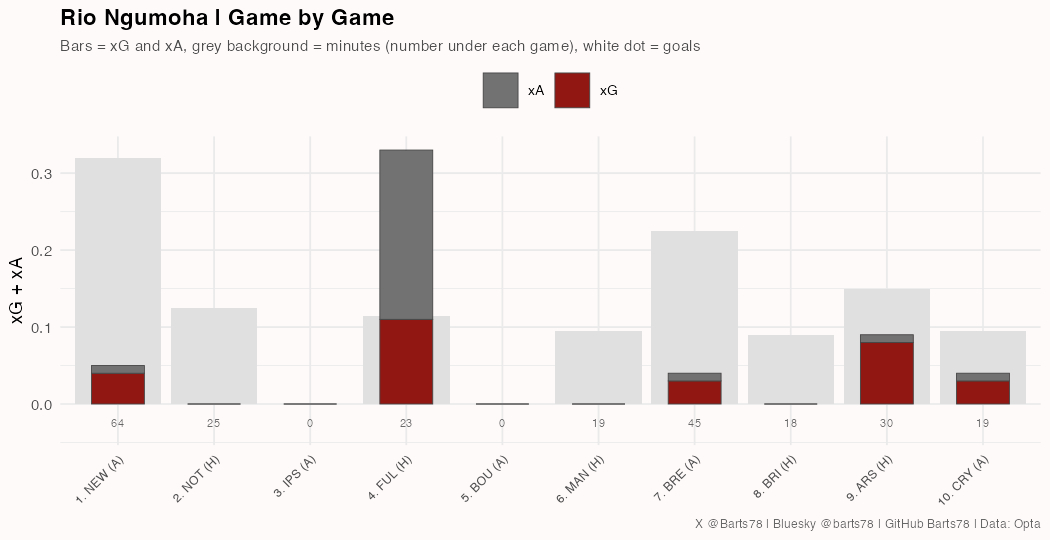 Rio Ngumoha | Game by Game
Bars = xG and xA, grey background = minutes (number under each game), white dot = goals
xA xG
xG + xA
0.3
0.2
0.1
0.0
64 25 0 23 0 19 45 18 30 19
1. NEW (A) 2. NOT (H) 3. IPS (A) 4. FUL (H) 5. BOU (A) 6. MAN (H) 7. BRE (A) 8. BRI (H) 9. ARS (H) 10. CRY (A)
X @Barts78 | Bluesky @barts78 | GitHub Barts78 | Data: Opta